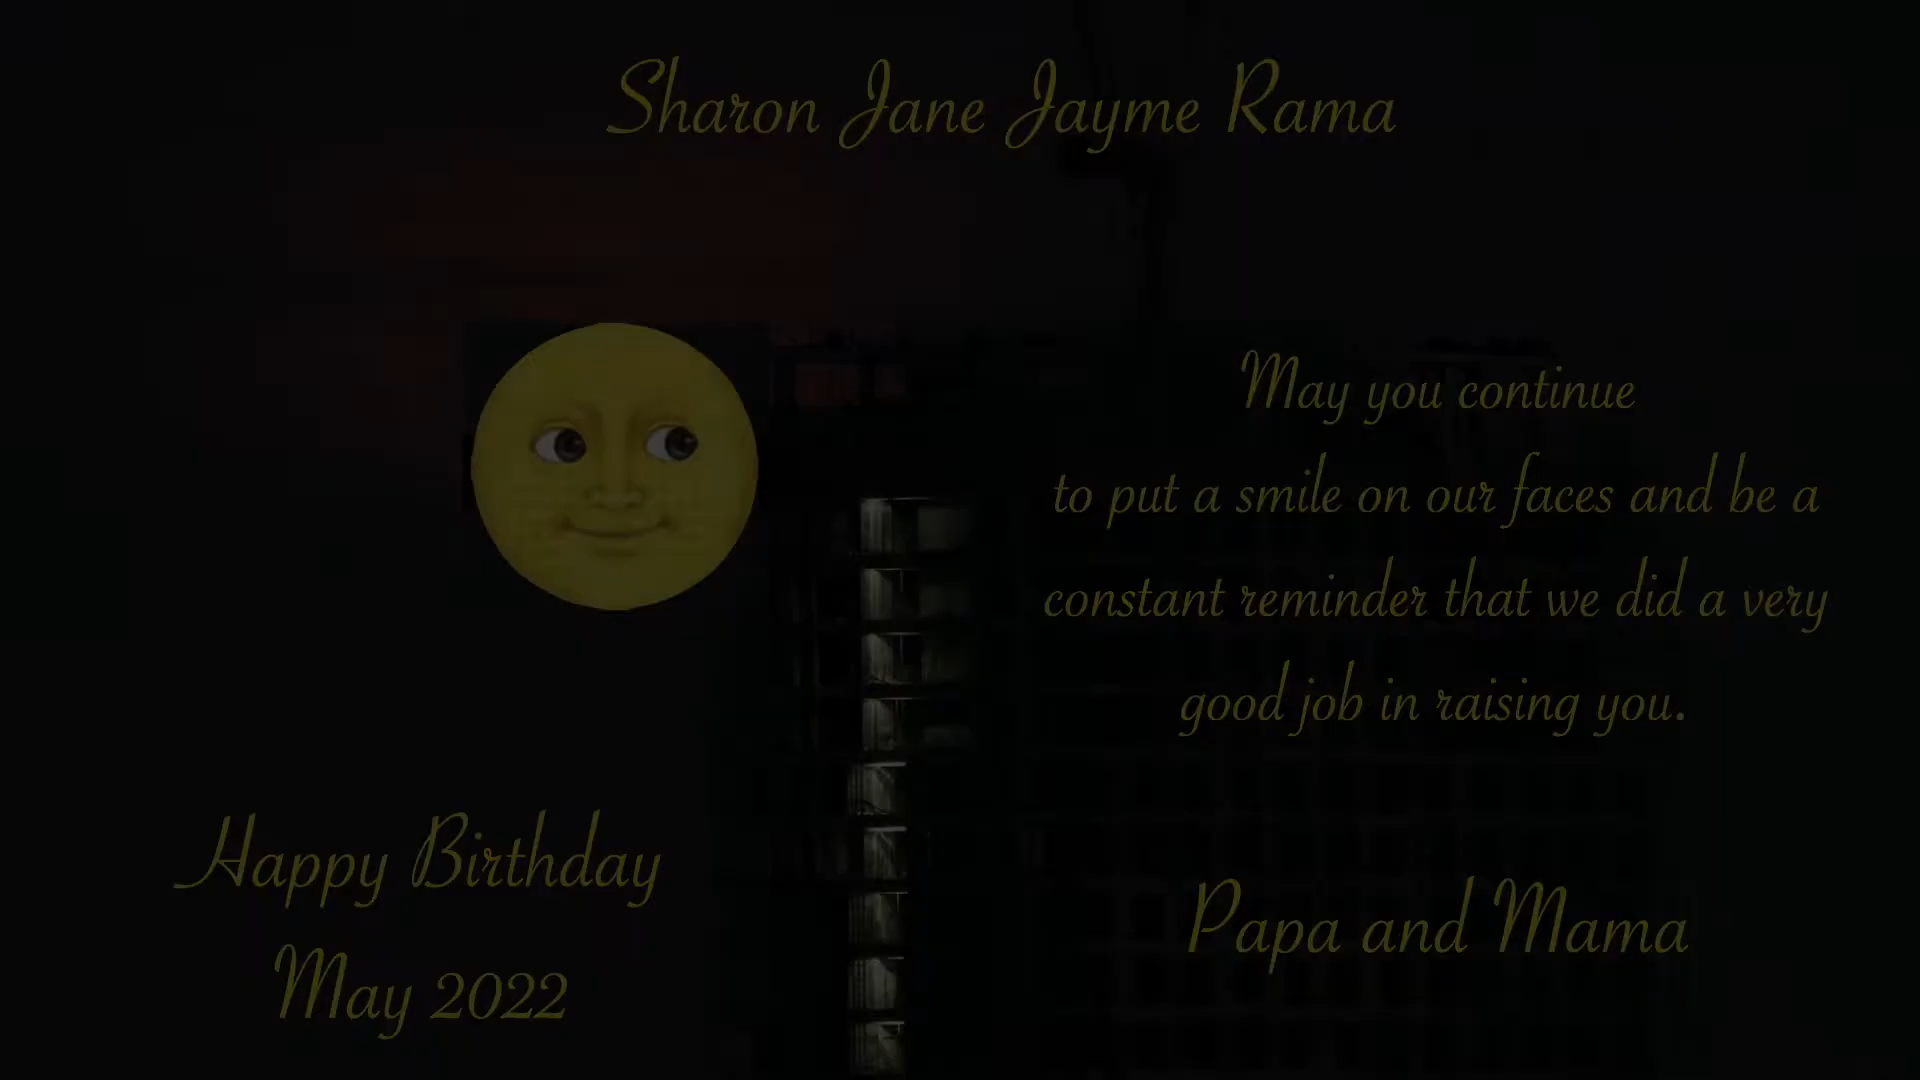 Sharon Jane Jayme Rama
May you continue
to put a smile on our faces and be a
constant reminder that we did a very
good job in raising you.
Happy Birthday
May 2022
Papa and Mama